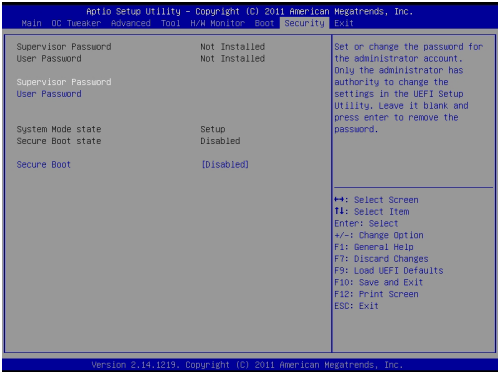 Aptio Setup Utility – Copyright (C) 2011 American Megatrends, Inc.
Main OC Tweaker Advanced Tool H/W Monitor Boot Security Exit
Supervisor Password Not Installed
User Password Not Installed
Supervisor Password
User Password
System Mode state Setup
Secure Boot state Disabled
Secure Boot [Disabled]
Set or change the password for
the administrator account.
Only the administrator has
authority to change the
settings in the UEFI Setup
Utility. Leave it blank and
press enter to remove the
password.
↔: Select Screen
↑↓: Select Item
Enter: Select
+/-: Change Option
F1: General Help
F7: Discard Changes
F9: Load UEFI Defaults
F10: Save and Exit
F12: Print Screen
ESC: Exit
Version 2.14.1219. Copyright (C) 2011 American Megatrends, Inc.